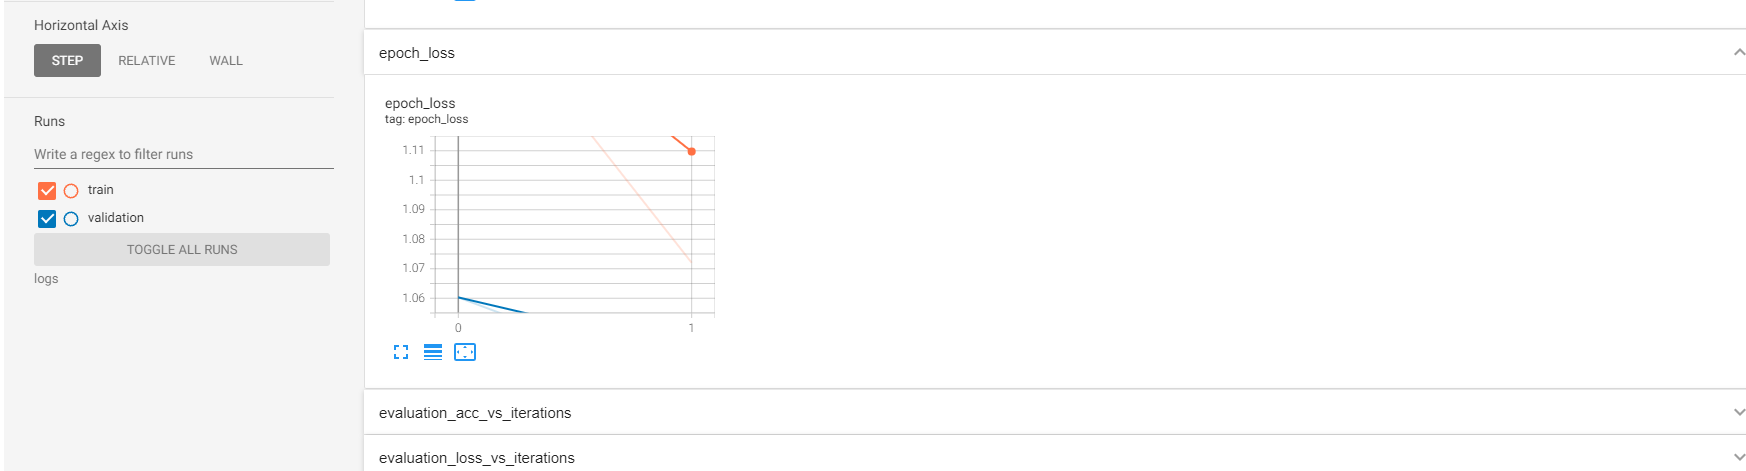 Horizontal Axis
STEP RELATIVE WALL
Runs
Write a regex to filter runs
train
validation
TOGGLE ALL RUNS
logs
epoch_loss
epoch_loss
tag: epoch_loss
1.11
1.1
1.09
1.08
1.07
1.06
0 1
evaluation_acc_vs_iterations
evaluation_loss_vs_iterations